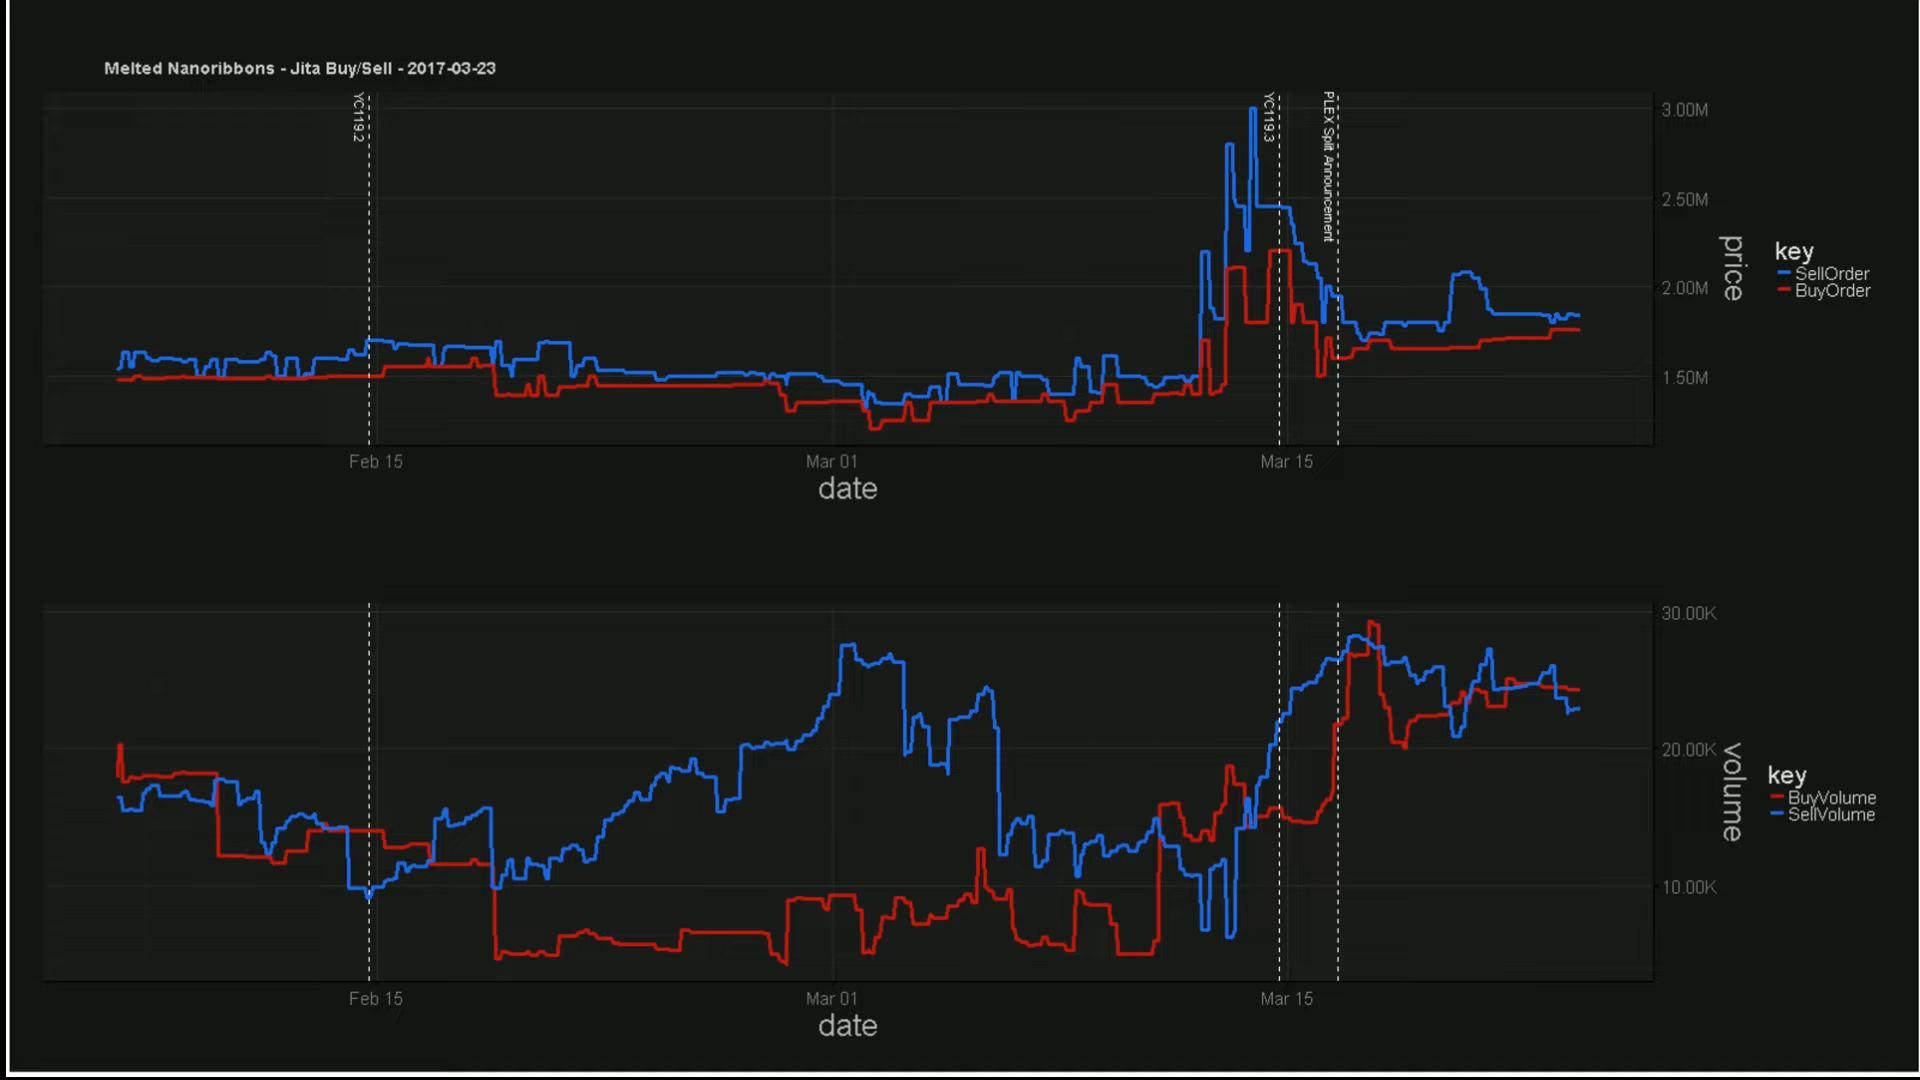 Melted Nanoribbons - Jita Buy/Sell - 2017-03-23
YC119.2
YC119.3
PLEX Split Announcement
3.00M
2.50M
2.00M
1.50M
price
key
SellOrder
BuyOrder
Feb 15
Mar 01
Mar 15
date
30.00K
20.00K
10.00K
volume
key
BuyVolume
SellVolume
Feb 15
Mar 01
Mar 15
date